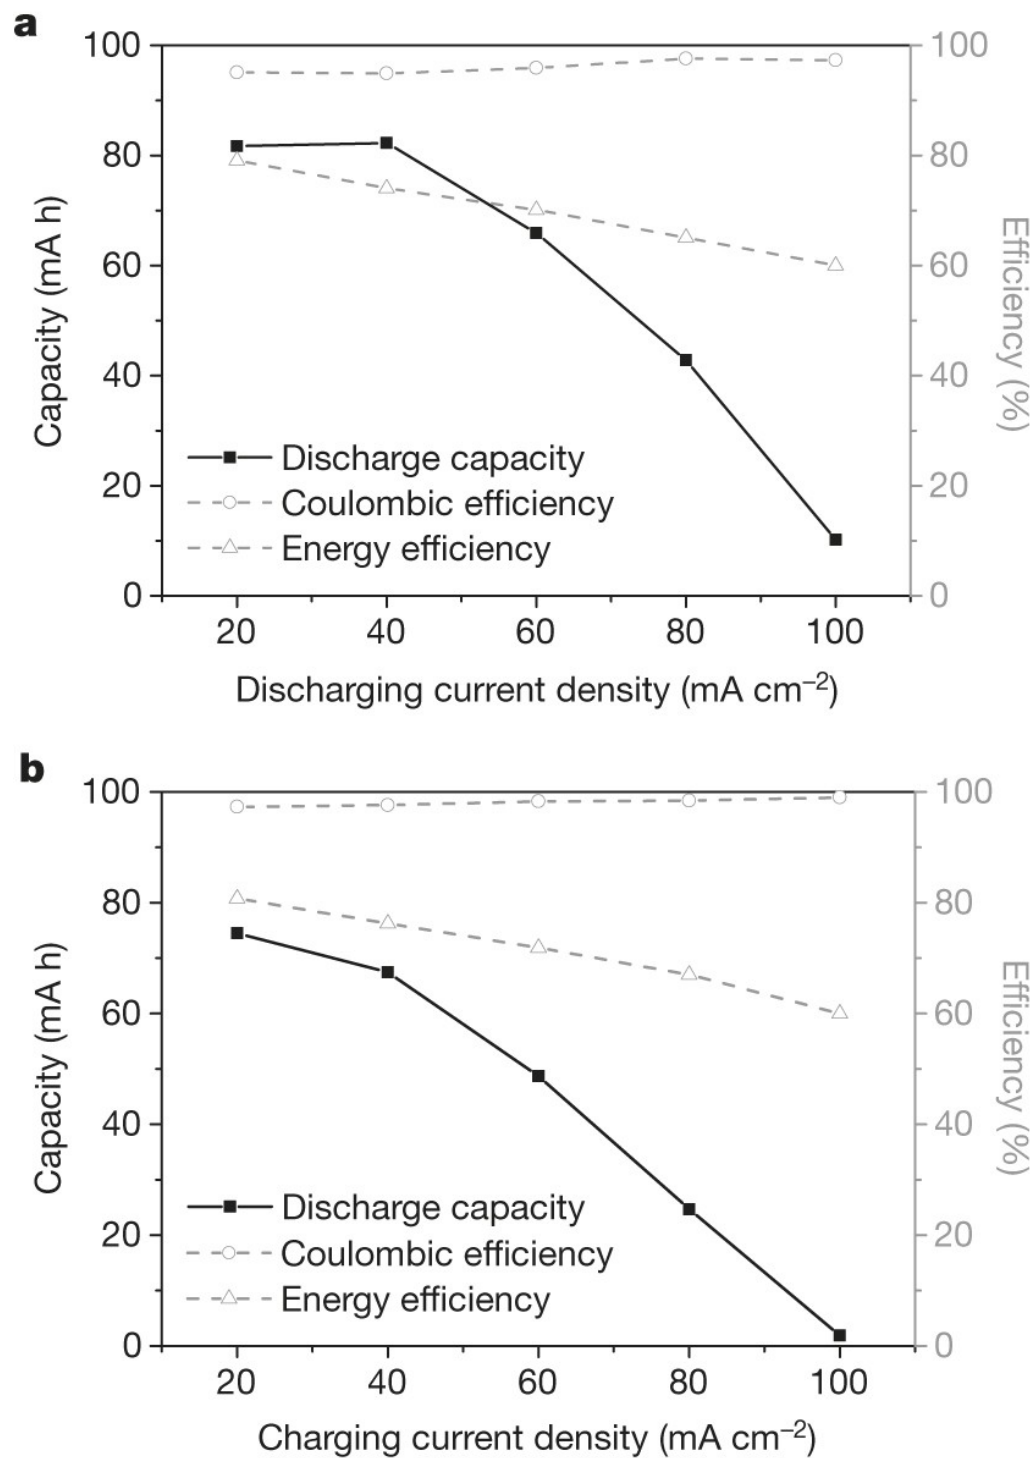 a
100
80
60
40
20
0
Capacity (mA h)
100
80
60
40
20
0
Efficiency (%)
Discharge capacity
Coulombic efficiency
Energy efficiency
20 40 60 80 100
Discharging current density (mA cm⁻²)
b
100
80
60
40
20
0
Capacity (mA h)
100
80
60
40
20
0
Efficiency (%)
Discharge capacity
Coulombic efficiency
Energy efficiency
20 40 60 80 100
Charging current density (mA cm⁻²)